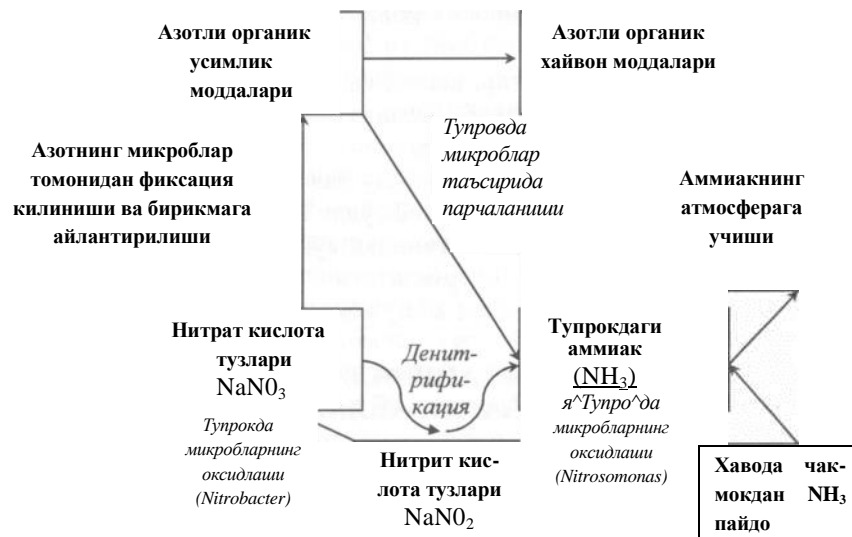 Азотли органик
усимлик
моддалари
Азотли органик
хайвон моддалари
Тупровда
микроблар
таъсирида
парчаланиши
Азотнинг микроблар
томонидан фиксация
килиниши ва бирикмага
айлантирилиши
Аммиакнинг
атмосферага
учиши
Нитрат кислота
тузлари
NaN0₃
Тупрокда
микробларнинг
оксидлаши
(Nitrobacter)
Денит-
рифи-
кация
Нитрит кис-
лота тузлари
NaN0₂
Тупрокдаги
аммиак
(NH₃)
я^Тупро^да
микробларнинг
оксидлаши
(Nitrosomonas)
Хавода чак-
мокдан NH₃
пайдо